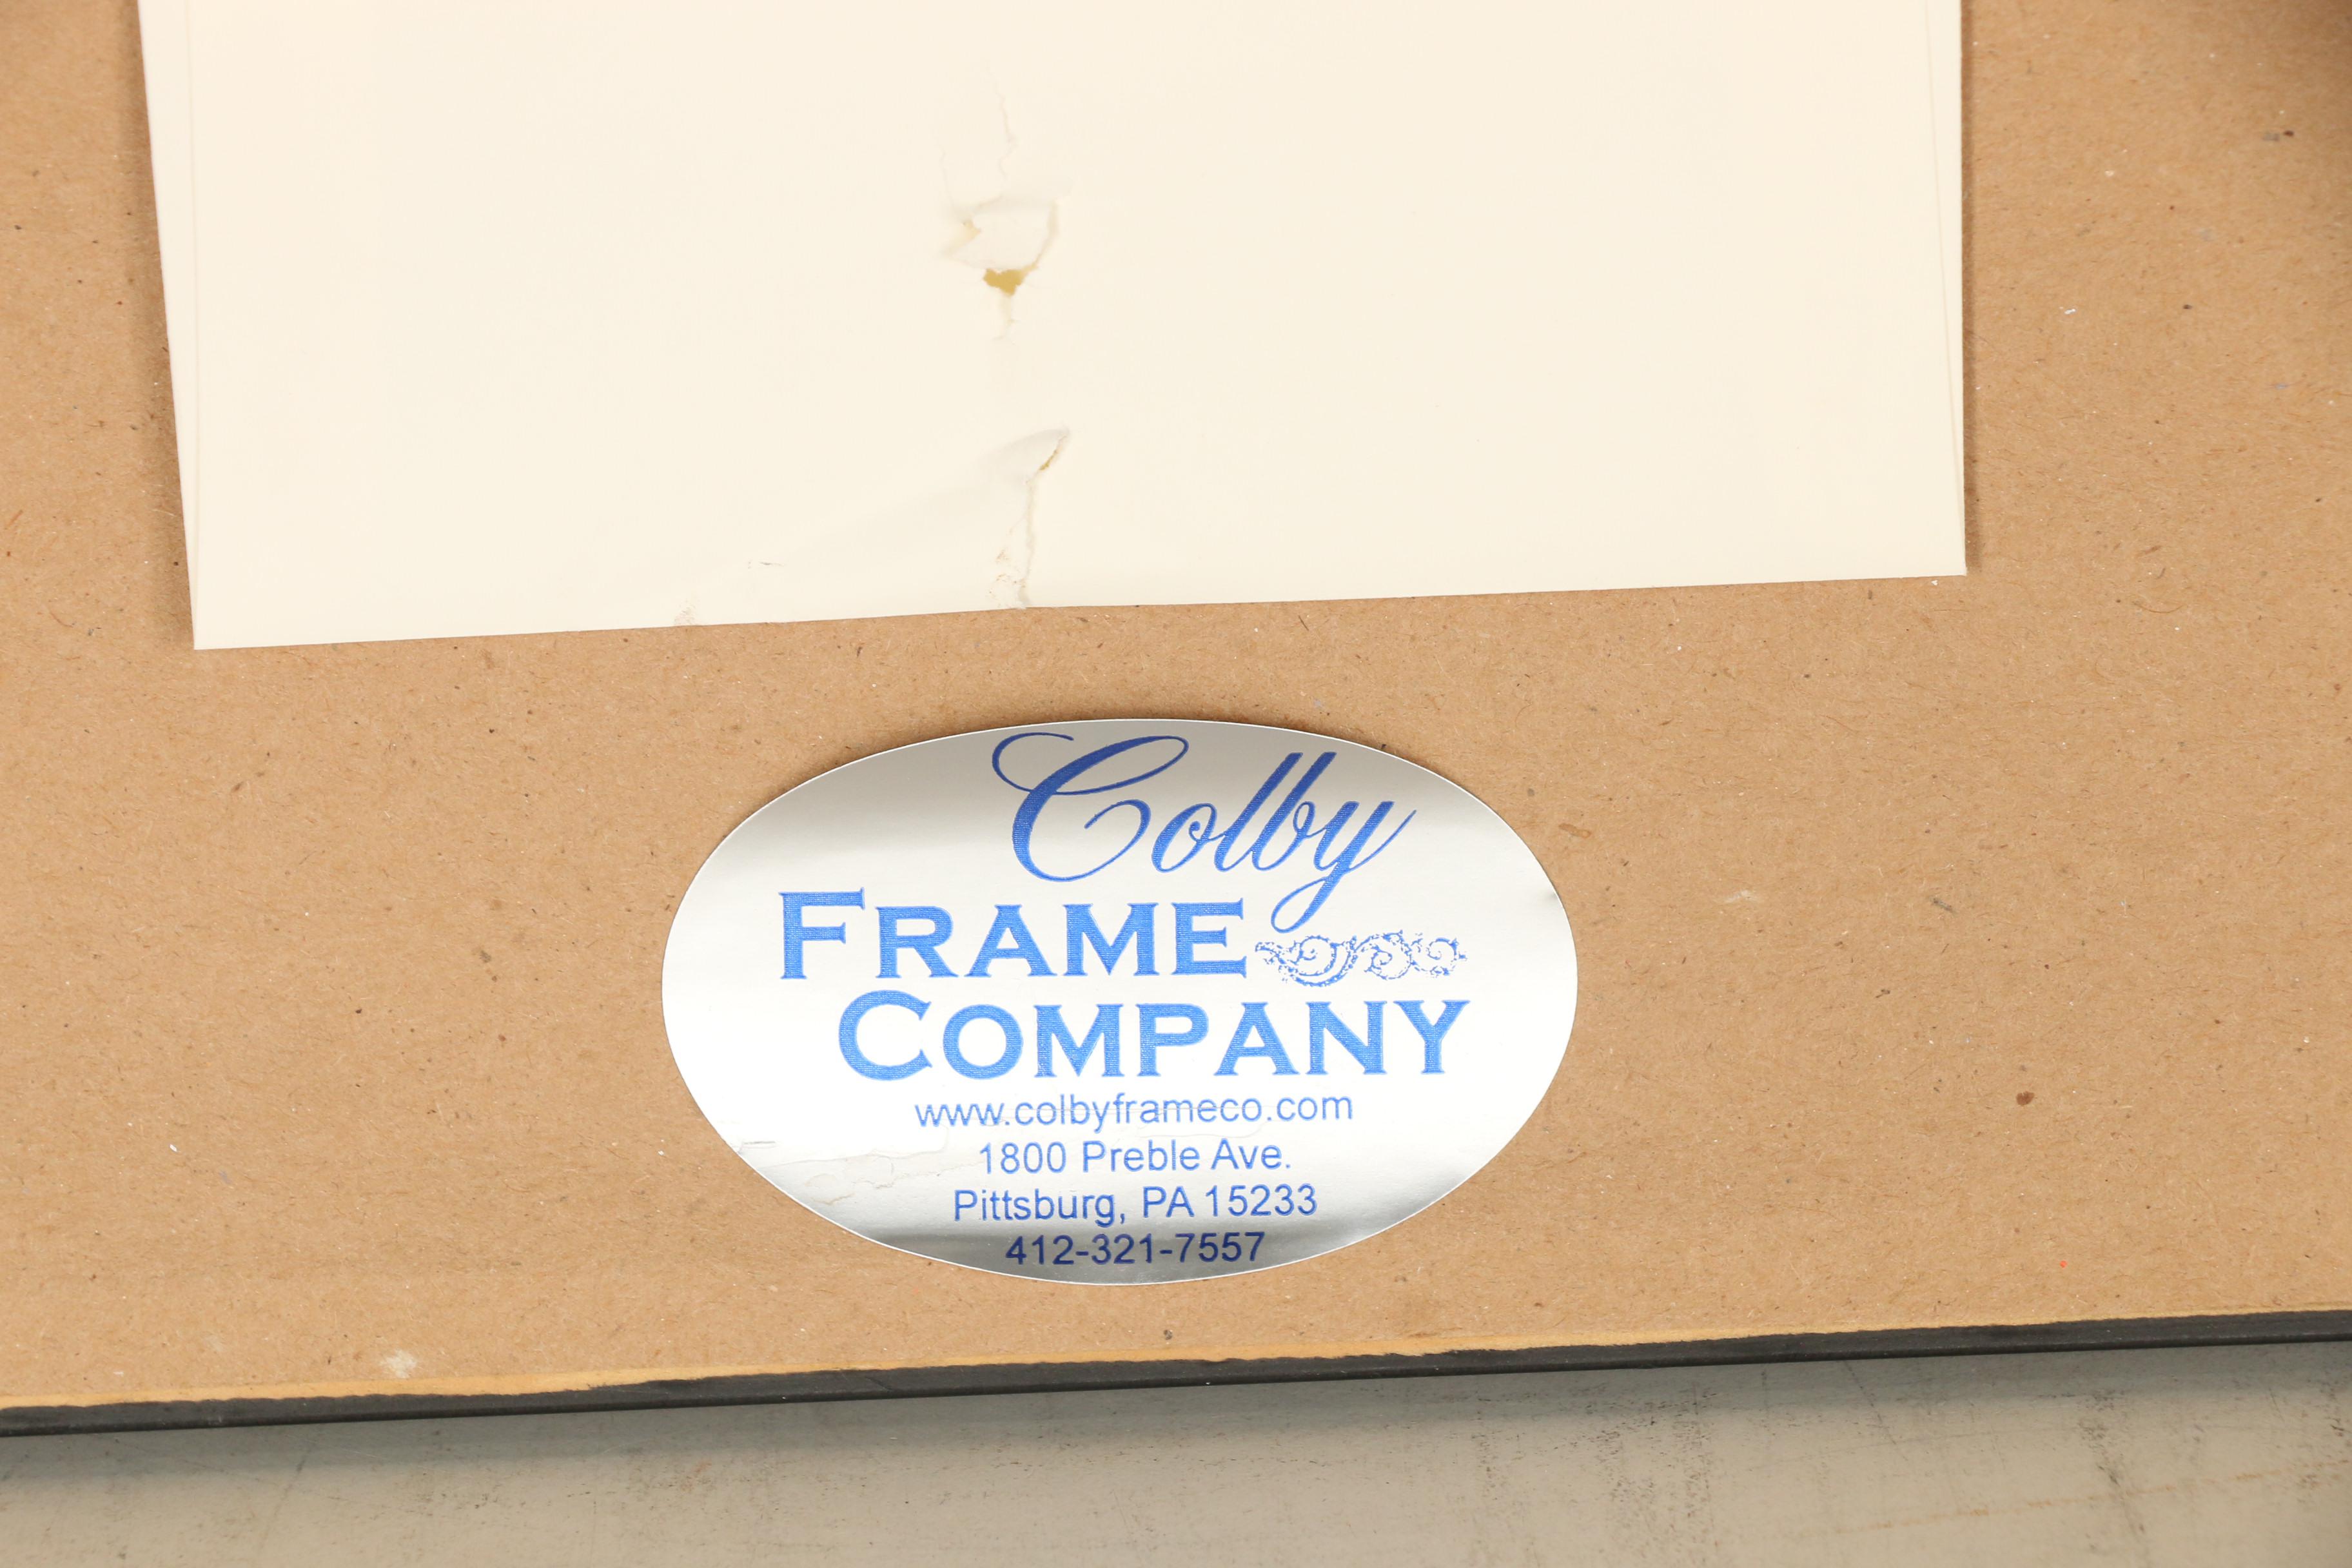 Colby
FRAME
COMPANY
www.colbyframeco.com
1800 Preble Ave.
Pittsburg, PA 15233
412-321-7557